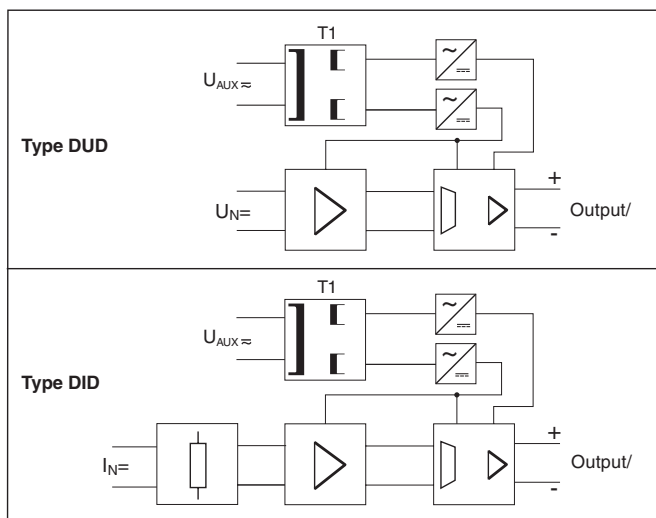 T1
U_AUX ≂
Type DUD
U_N=
+
Output/
-
T1
U_AUX ≂
Type DID
I_N=
+
Output/
-